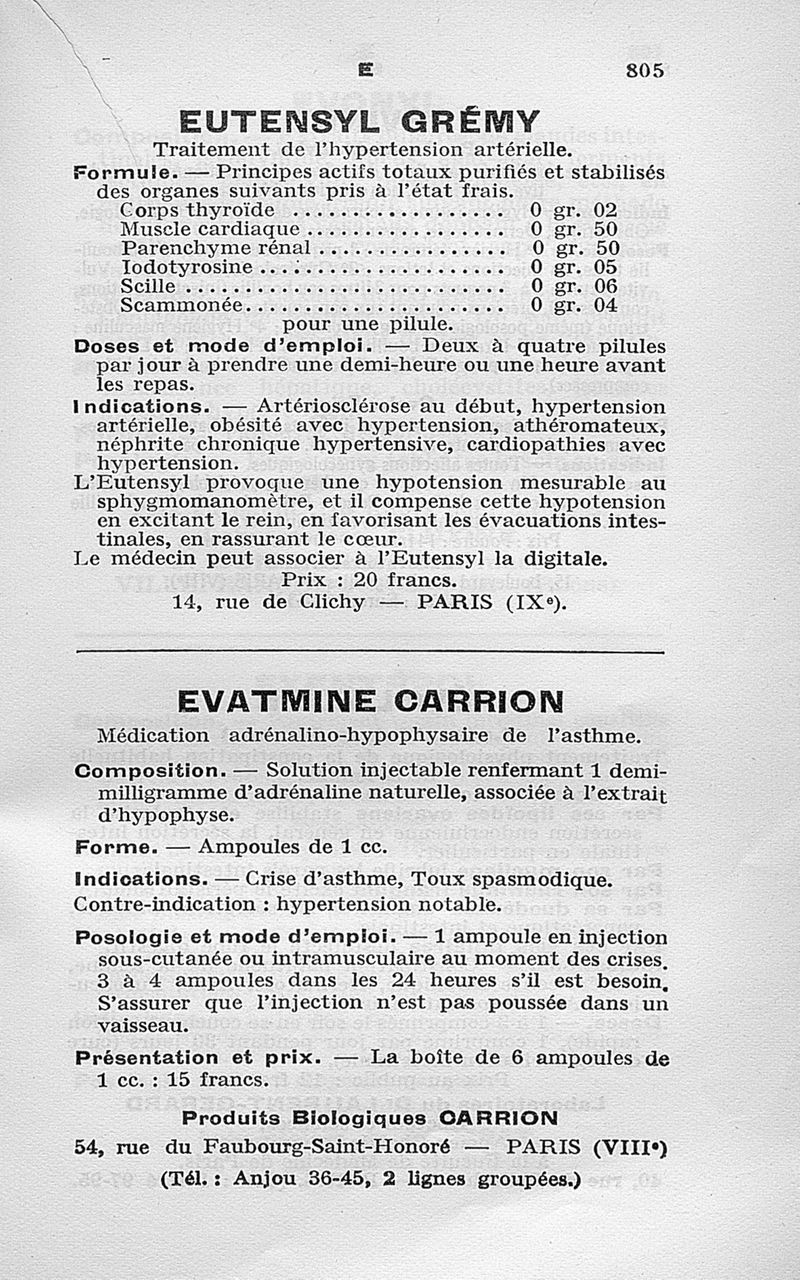 E 805
EUTENSYL GRÉMY
Traitement de l'hypertension artérielle.
Formule. — Principes actifs totaux purifiés et stabilisés
des organes suivants pris à l'état frais.
Corps thyroïde .................. 0 gr. 02
Muscle cardiaque ................. 0 gr. 50
Parenchyme rénal ................ 0 gr. 50
Iodotyrosine ..................... 0 gr. 05
Scille ........................... 0 gr. 06
Scammonée...................... 0 gr. 04
pour une pilule.
Doses et mode d'emploi. — Deux à quatre pilules
par jour à prendre une demi-heure ou une heure avant
les repas.
Indications. — Artériosclérose au début, hypertension
artérielle, obésité avec hypertension, athéromateux,
néphrite chronique hypertensive, cardiopathies avec
hypertension.
L'Eutensyl provoque une hypotension mesurable au
sphygmomanomètre, et il compense cette hypotension
en excitant le rein, en favorisant les évacuations intes-
tinales, en rassurant le cœur.
Le médecin peut associer à l'Eutensyl la digitale.
Prix : 20 francs.
14, rue de Clichy — PARIS (IXe).
EVATMINE CARRION
Médication adrénalino-hypophysaire de l'asthme.
Composition. — Solution injectable renfermant 1 demi-
milligramme d'adrénaline naturelle, associée à l'extrait
d'hypophyse.
Forme. — Ampoules de 1 cc.
Indications. — Crise d'asthme, Toux spasmodique.
Contre-indication : hypertension notable.
Posologie et mode d'emploi. — 1 ampoule en injection
sous-cutanée ou intramusculaire au moment des crises.
3 à 4 ampoules dans les 24 heures s'il est besoin.
S'assurer que l'injection n'est pas poussée dans un
vaisseau.
Présentation et prix. — La boîte de 6 ampoules de
1 cc. : 15 francs.
Produits Biologiques CARRION
54, rue du Faubourg-Saint-Honoré — PARIS (VIIIe)
(Tél. : Anjou 36-45, 2 lignes groupées.)